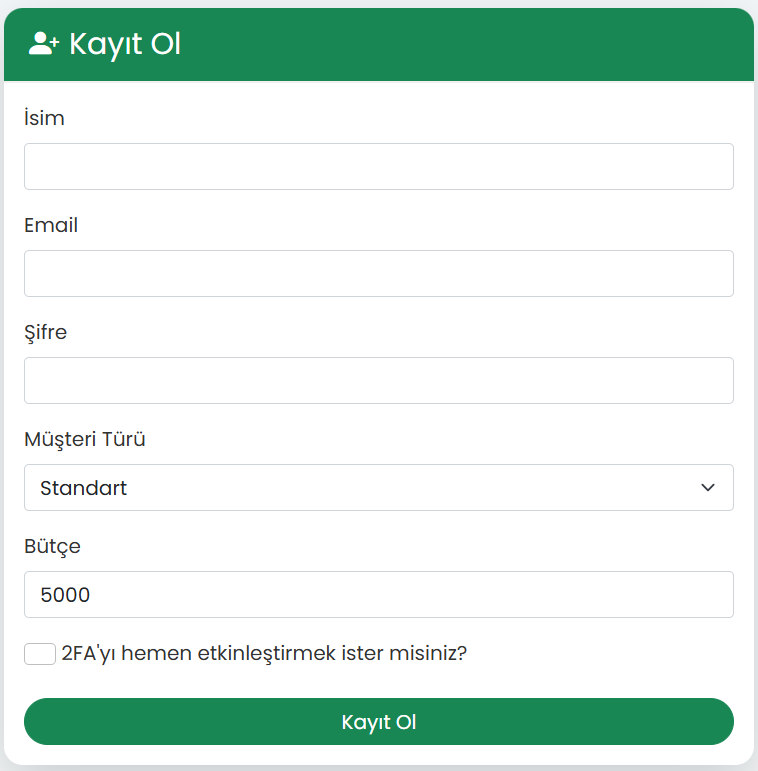 Kayıt Ol
İsim
Email
Şifre
Müşteri Türü
Standart
Bütçe
5000
2FA'yı hemen etkinleştirmek ister misiniz?
Kayıt Ol